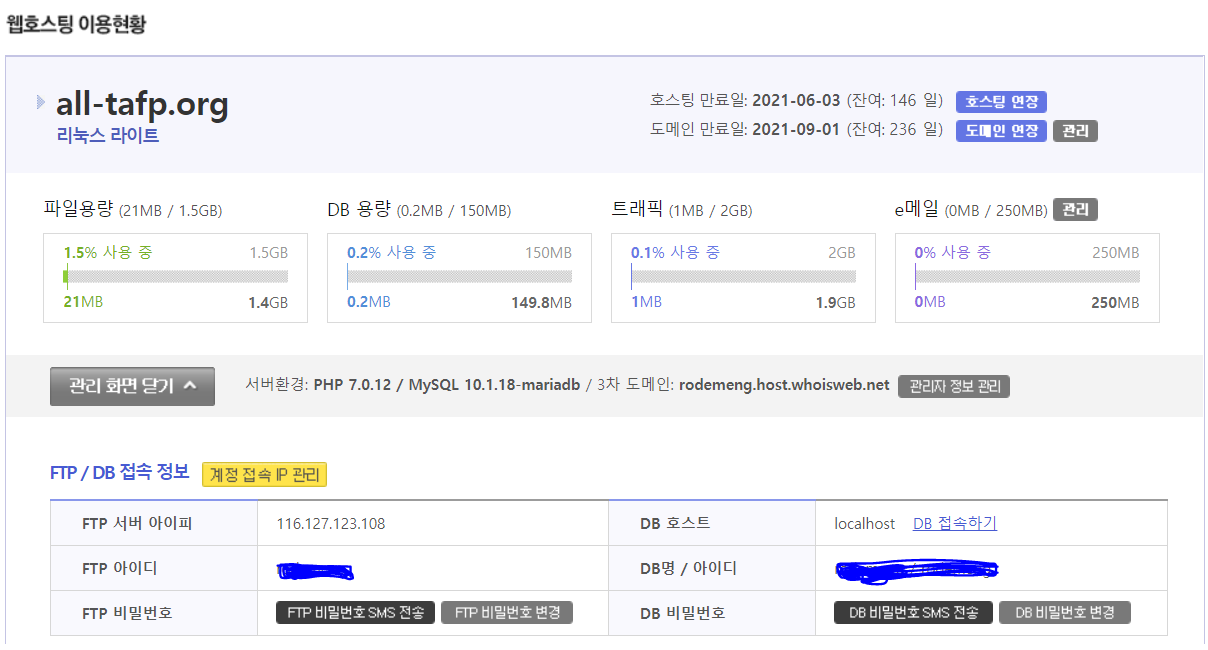 웹호스팅 이용현황
all-tafp.org
리눅스 라이트
호스팅 만료일: 2021-06-03 (잔여: 146 일) 호스팅 연장
도메인 만료일: 2021-09-01 (잔여: 236 일) 도메인 연장 관리
파일용량 (21MB / 1.5GB)
1.5% 사용 중 1.5GB
21MB 1.4GB
DB 용량 (0.2MB / 150MB)
0.2% 사용 중 150MB
0.2MB 149.8MB
트래픽 (1MB / 2GB)
0.1% 사용 중 2GB
1MB 1.9GB
e메일 (0MB / 250MB) 관리
0% 사용 중 250MB
0MB 250MB
관리 화면 닫기 서버환경: PHP 7.0.12 / MySQL 10.1.18-mariadb / 3차 도메인: rodemeng.host.whoisweb.net 관리자 정보 관리
FTP / DB 접속 정보 계정 접속 IP 관리
FTP 서버 아이피 116.127.123.108 DB 호스트 localhost DB 접속하기
FTP 아이디 DB명 / 아이디
FTP 비밀번호 FTP 비밀번호 SMS 전송 FTP 비밀번호 변경 DB 비밀번호 DB 비밀번호 SMS 전송 DB 비밀번호 변경